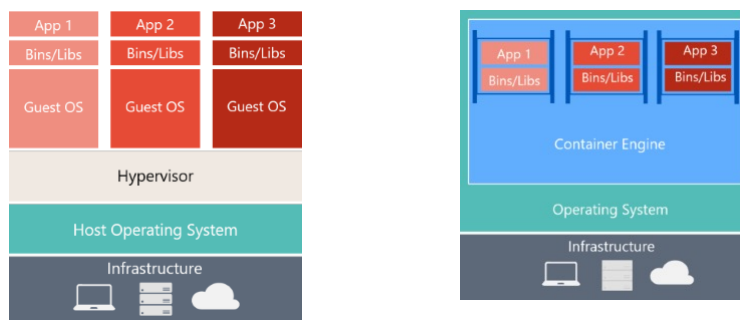 App 1
App 2
App 3
Bins/Libs
Bins/Libs
Bins/Libs
Guest OS
Guest OS
Guest OS
Hypervisor
Host Operating System
Infrastructure
App 1
App 2
App 3
Bins/Libs
Bins/Libs
Bins/Libs
Container Engine
Operating System
Infrastructure